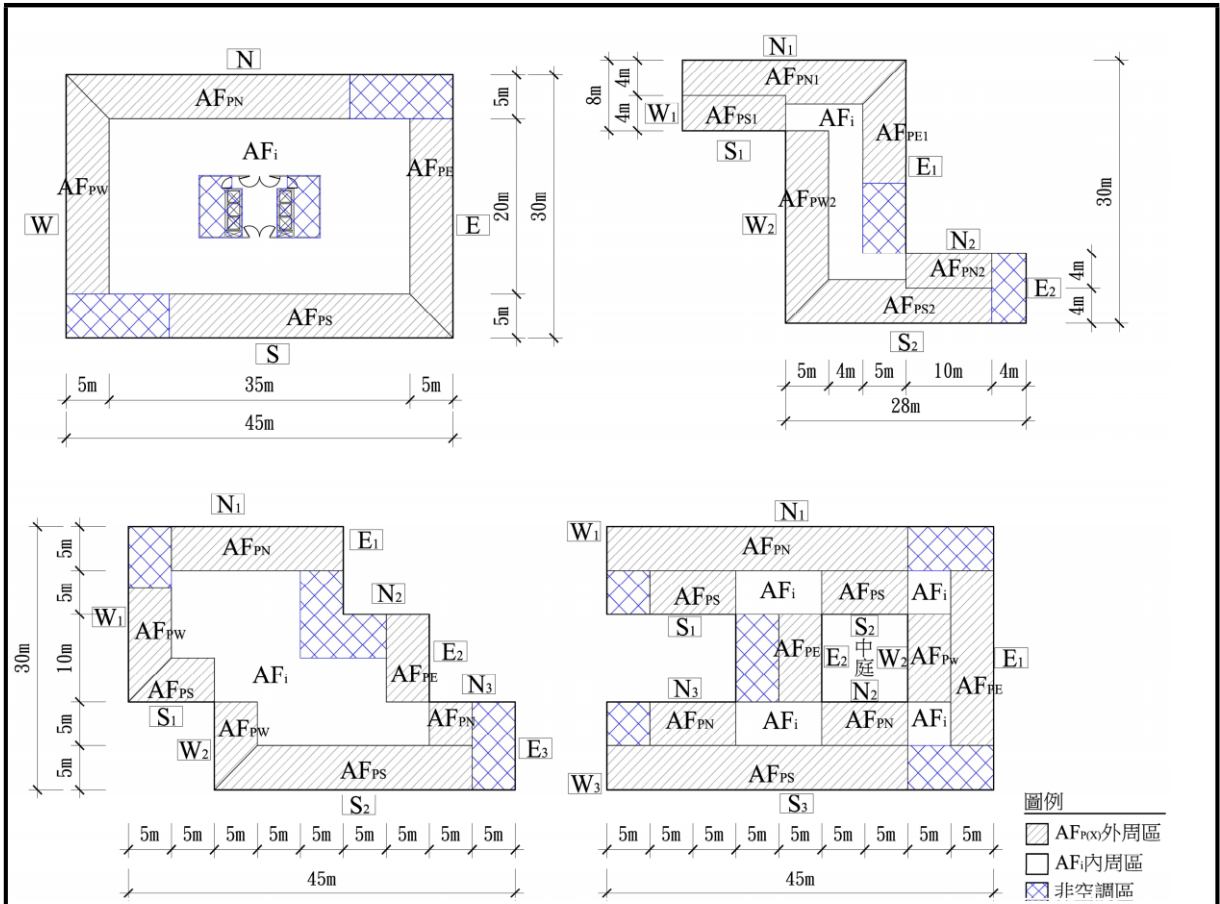 N
AFPN
5m
AFi
AFPW
AFPE
W
E
20m
30m
AFPS
5m
S
5m
35m
5m
45m
N1
8m
4m
4m
AFPN1
W1
AFPS1
AFi
AFPE1
S1
E1
AFPW2
W2
30m
N2
AFPN2
4m
E2
AFPS2
4m
S2
5m
4m
5m
10m
4m
28m
N1
30m
5m
AFPN
E1
5m
N2
W1
AFPW
10m
AFi
E2
AFPE
AFPS
N3
S1
5m
AFPW
AFPN
W2
E3
5m
AFPS
S2
5m
5m
5m
5m
5m
5m
5m
5m
5m
45m
N1
W1
AFPN
AFPS
AFi
AFPS
AFi
S1
S2
AFPE
E2
中庭
W2
AFPW
E1
AFPE
N3
N2
AFPN
AFi
AFPN
AFi
AFPS
W3
S3
5m
5m
5m
5m
5m
5m
5m
5m
5m
45m
圖例
AFP(X)外周區
AFi內周區
非空調區